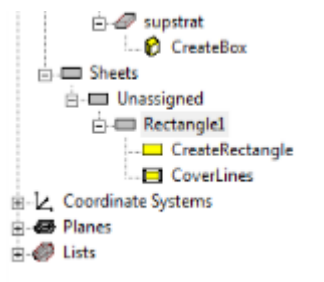 supstrat
CreateBox
Sheets
Unassigned
Rectangle1
CreateRectangle
CoverLines
Coordinate Systems
Planes
Lists